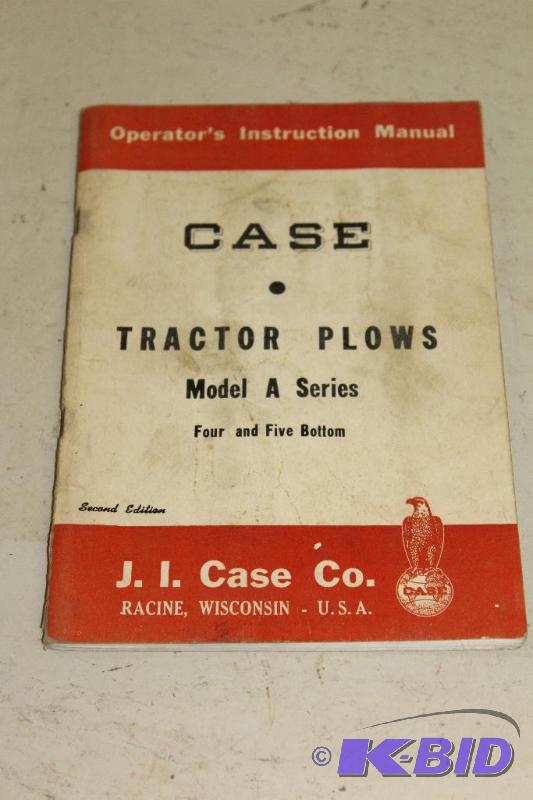 Operator's Instruction Manual
CASE
•
TRACTOR PLOWS
Model A Series
Four and Five Bottom
Second Edition
J. I. Case Co.
RACINE, WISCONSIN - U.S.A.
CASE
© K-BID